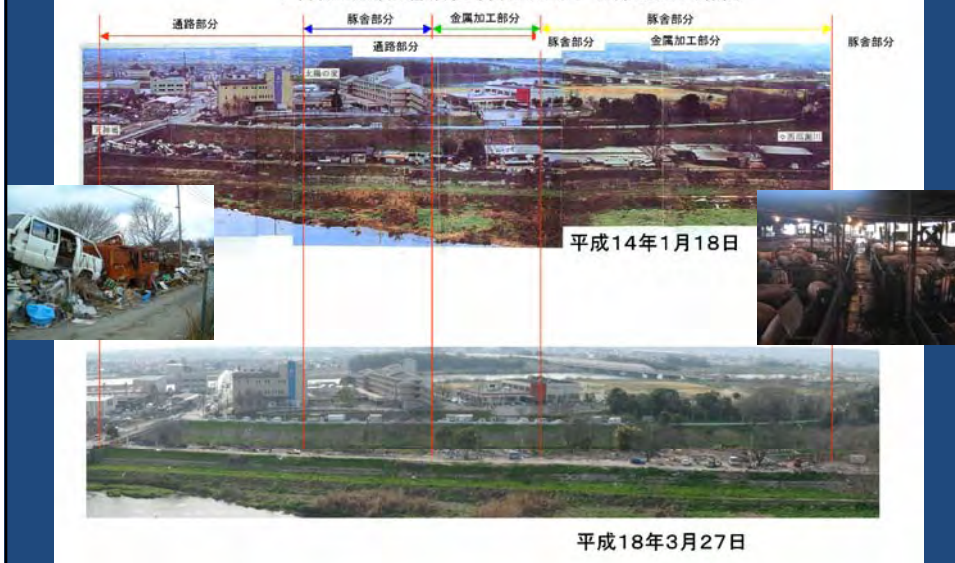 通路部分
豚舎部分
金属加工部分
豚舎部分
通路部分
豚舎部分
金属加工部分
豚舎部分
太陽の家
平成14年1月18日
平成18年3月27日